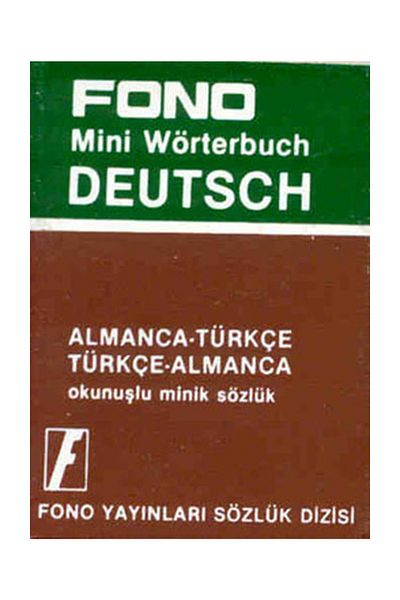 FONO
Mini Wörterbuch
DEUTSCH
ALMANCA-TÜRKÇE
TÜRKÇE-ALMANCA
okunuşlu minik sözlük
F
FONO YAYINLARI SÖZLÜK DİZİSİ